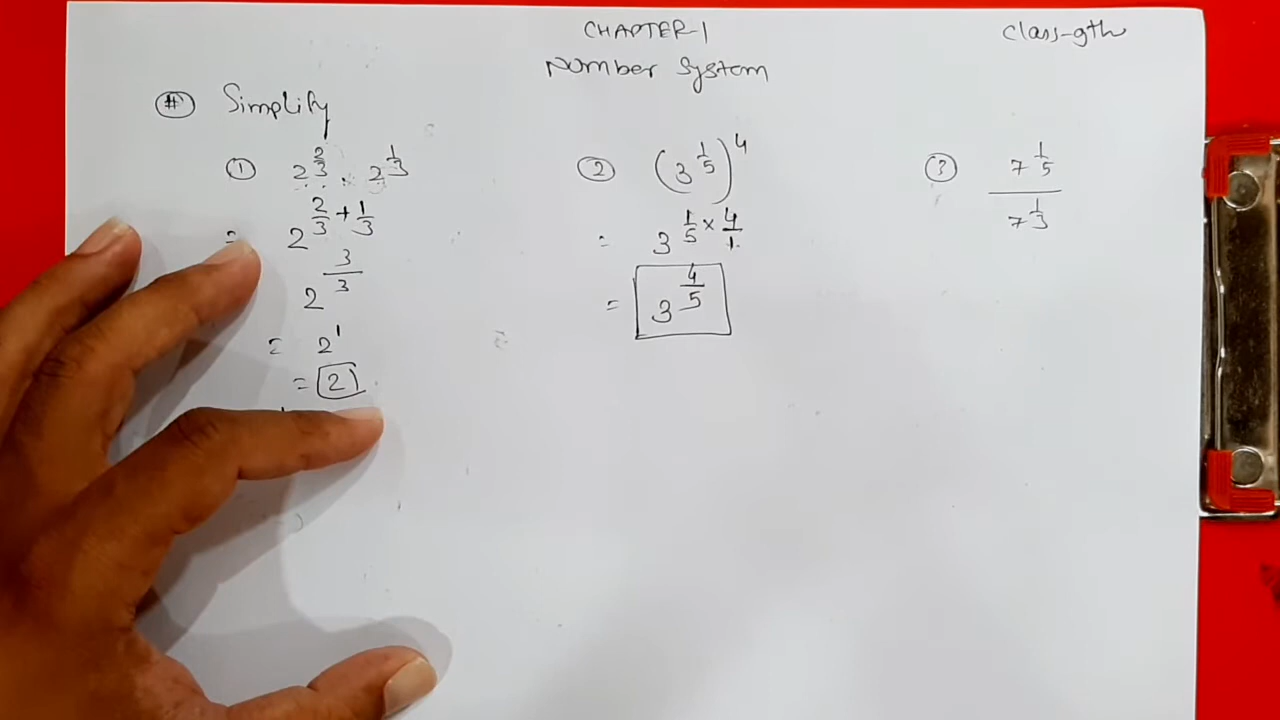 CHAPTER-1
Class-9th
Number System
# Simplify
① 2^{2/3} · 2^{1/3}
= 2^{2/3 + 1/3}
2^{3/3}
= 2^1
= 2
② (3^{1/5})^4
= 3^{1/5 × 4/1}
= 3^{4/5}
③ 7^{1/5} / 7^{1/3}